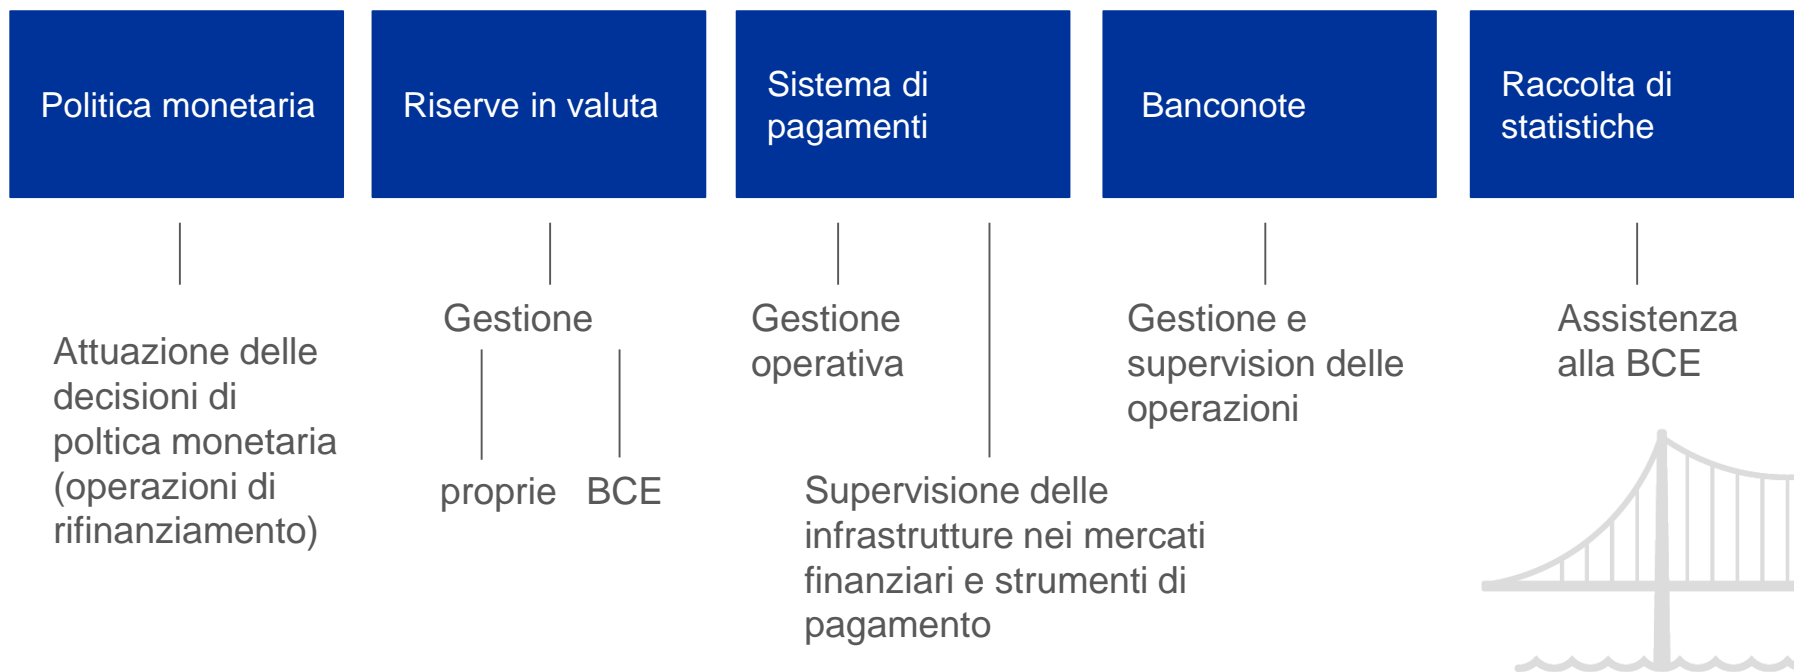 Politica monetaria
Riserve in valuta
Sistema di
pagamenti
Banconote
Raccolta di
statistiche
Attuazione delle
decisioni di
poltica monetaria
(operazioni di
rifinanziamento)
Gestione
proprie
BCE
Gestione
operativa
Supervisione delle
infrastrutture nei mercati
finanziari e strumenti di
pagamento
Gestione e
supervision delle
operazioni
Assistenza
alla BCE